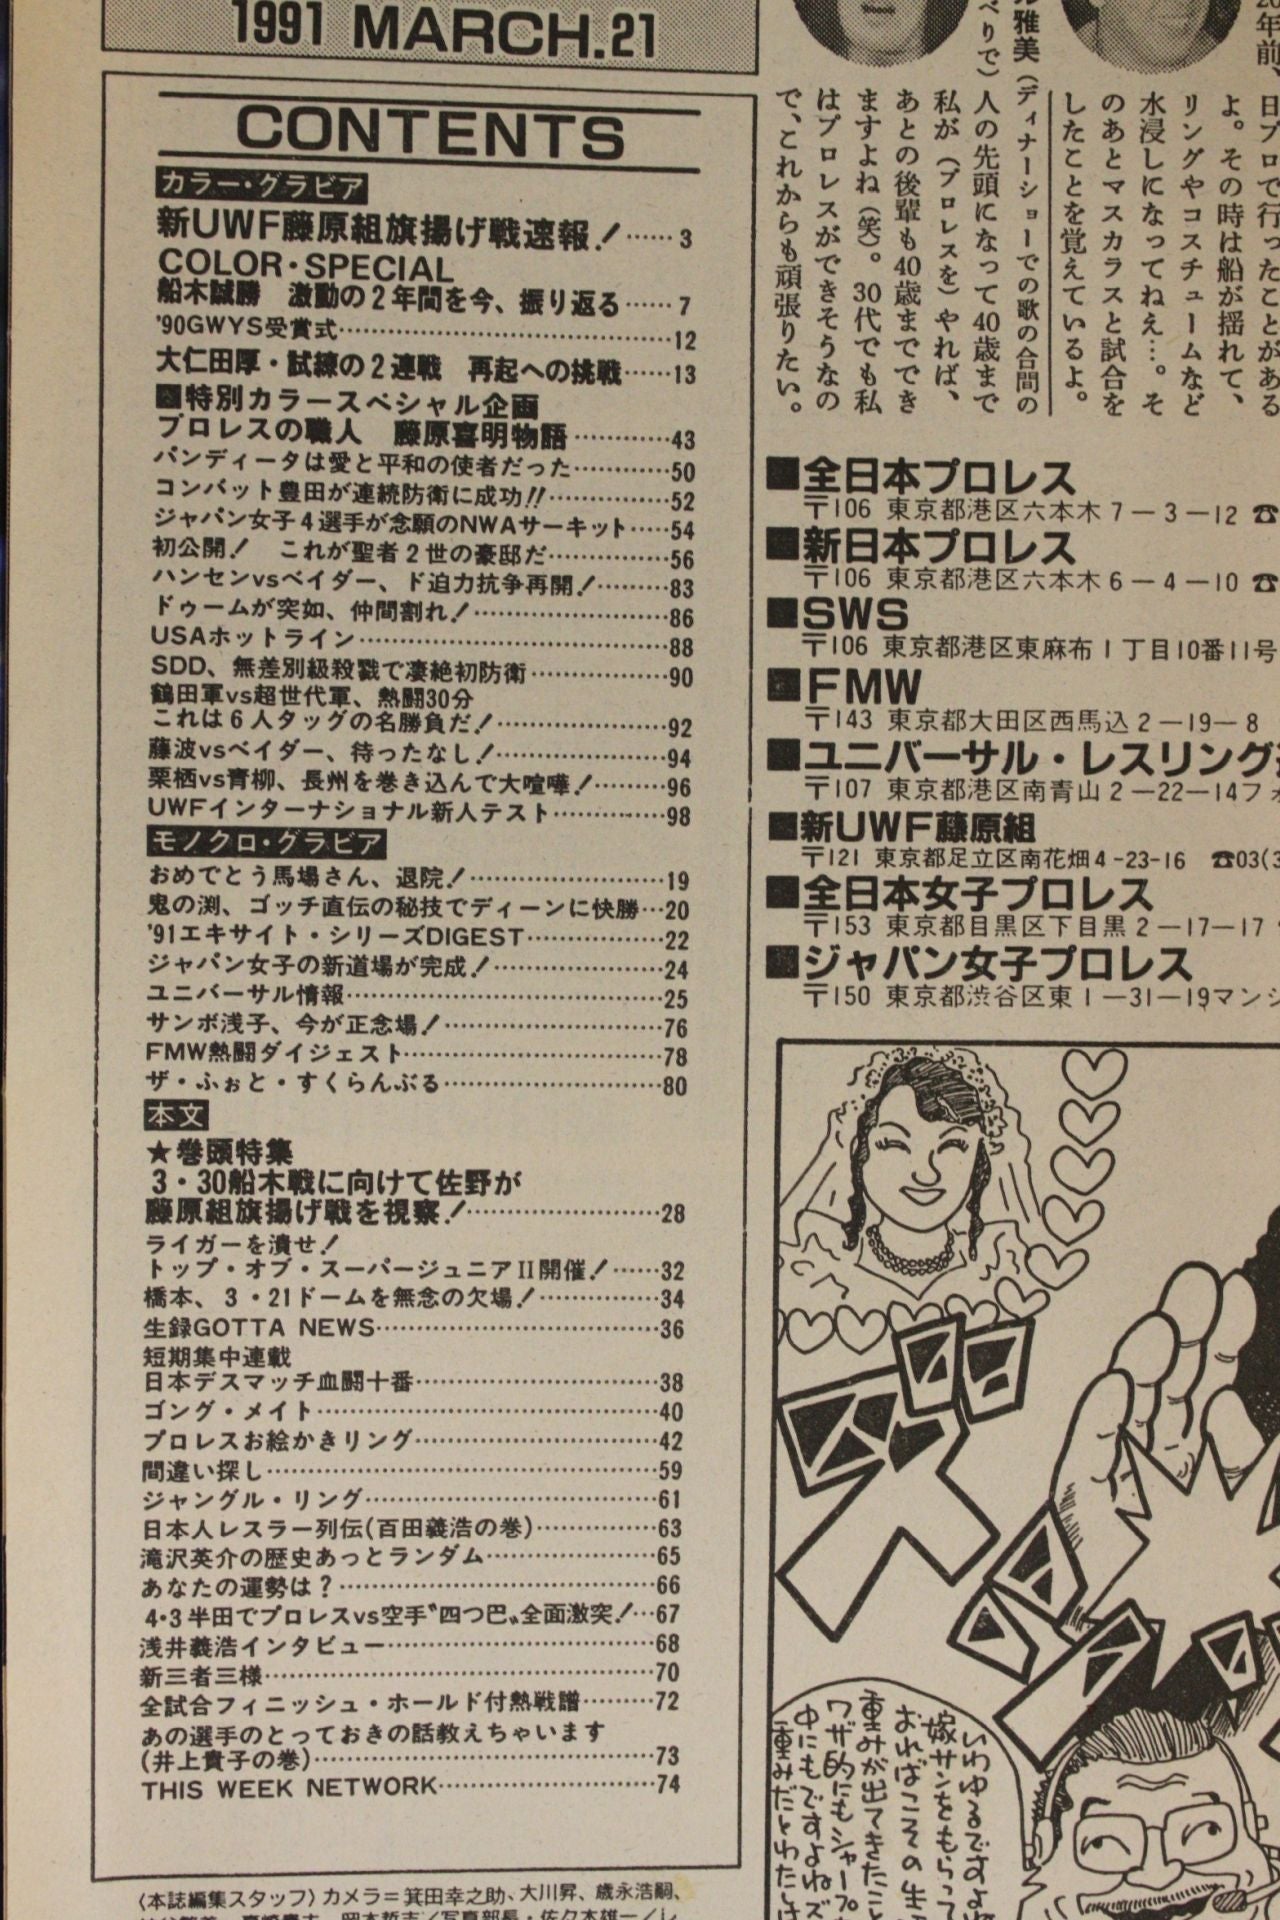 1991 MARCH.21
CONTENTS
カラー・グラビア
新UWF藤原組旗揚げ戦速報!……3
COLOR・SPECIAL
船木誠勝 激動の2年間を今、振り返る……7
'90GWYS受賞式…………………………………12
大仁田厚・試練の2連戦 再起への挑戦……13
特別カラースペシャル企画
プロレスの職人 藤原喜明物語…………43
バンディータは愛と平和の使者だった…………50
コンバット豊田が連続防衛に成功!!……………52
ジャパン女子4選手が念願のNWAサーキット……54
初公開! これが聖者2世の豪邸だ……………56
ハンセンvsベイダー、ド迫力抗争再開!………83
ドゥームが突如、仲間割れ!……………………86
USAホットライン…………………………………88
SDD、無差別級殺戮で凄絶初防衛……………90
鶴田軍vs超世代軍、熱闘30分
これは6人タッグの名勝負だ!…………………92
藤波vsベイダー、待ったなし!…………………94
栗栖vs青柳、長州を巻き込んで大喧嘩!………96
UWFインターナショナル新人テスト……………98
モノクロ・グラビア
おめでとう馬場さん、退院!……………………19
鬼の渕、ゴッチ直伝の秘技でディーンに快勝…20
'91エキサイト・シリーズDIGEST………………22
ジャパン女子の新道場が完成!…………………24
ユニバーサル情報…………………………………25
サンボ浅子、今が正念場!………………………76
FMW熱闘ダイジェスト……………………………78
ザ・ふぉと・すくらんぶる………………………80
本文
★巻頭特集
3・30船木戦に向けて佐野が
藤原組旗揚げ戦を視察!…………………28
ライガーを潰せ!
トップ・オブ・スーパージュニアII開催!……32
橋本、3・21ドームを無念の欠場!……………34
生録GOTTA NEWS………………………………36
短期集中連載
日本デスマッチ血闘十番…………………………38
ゴング・メイト……………………………………40
プロレスお絵かきリング…………………………42
間違い探し…………………………………………59
ジャングル・リング………………………………61
日本人レスラー列伝(百田義浩の巻)……………63
滝沢英介の歴史あっとランダム…………………65
あなたの運勢は?…………………………………66
4・3半田でプロレスvs空手〝四つ巴〟全面激突!…67
浅井義浩インタビュー……………………………68
新三者三様…………………………………………70
全試合フィニッシュ・ホールド付熱戦譜………72
あの選手のとっておきの話教えちゃいます
(井上貴子の巻)……………………………………73
THIS WEEK NETWORK…………………………74
〈本誌編集スタッフ〉カメラ=箕田幸之助、大川昇、歳永浩嗣、
20年前、
日プロで行ったことがある
よ。その時は船が揺れて、
リングやコスチュームなど
水浸しになってねえ…。そ
のあとマスカラスと試合を
したことを覚えているよ。
ル雅美(ディナーショーでの歌の合間の
べりで)人の先頭になって40歳まで
私が(プロレスを)やれば、
あとの後輩も40歳までできますよね(笑)。30代でも私
はプロレスができそうなの
で、これからも頑張りたい。
■全日本プロレス
〒106 東京都港区六本木7-3-12 ☎
■新日本プロレス
〒106 東京都港区六本木6-4-10 ☎
■SWS
〒106 東京都港区東麻布1丁目10番11号
■FMW
〒143 東京都大田区西馬込2-19-8
■ユニバーサル・レスリング
〒107 東京都港区南青山2-22-14フォ
■新UWF藤原組
〒121 東京都足立区南花畑4-23-16 ☎03(3
■全日本女子プロレス
〒153 東京都目黒区下目黒2-17-17
■ジャパン女子プロレス
〒150 東京都渋谷区東1-31-19マンシ
ズバババ
いわゆるですよ
嫁サンをもらって
おればこその生
重みが出てきたこと
ワザ的にもシャープ
中にもですよねズ
重みだとわたしは